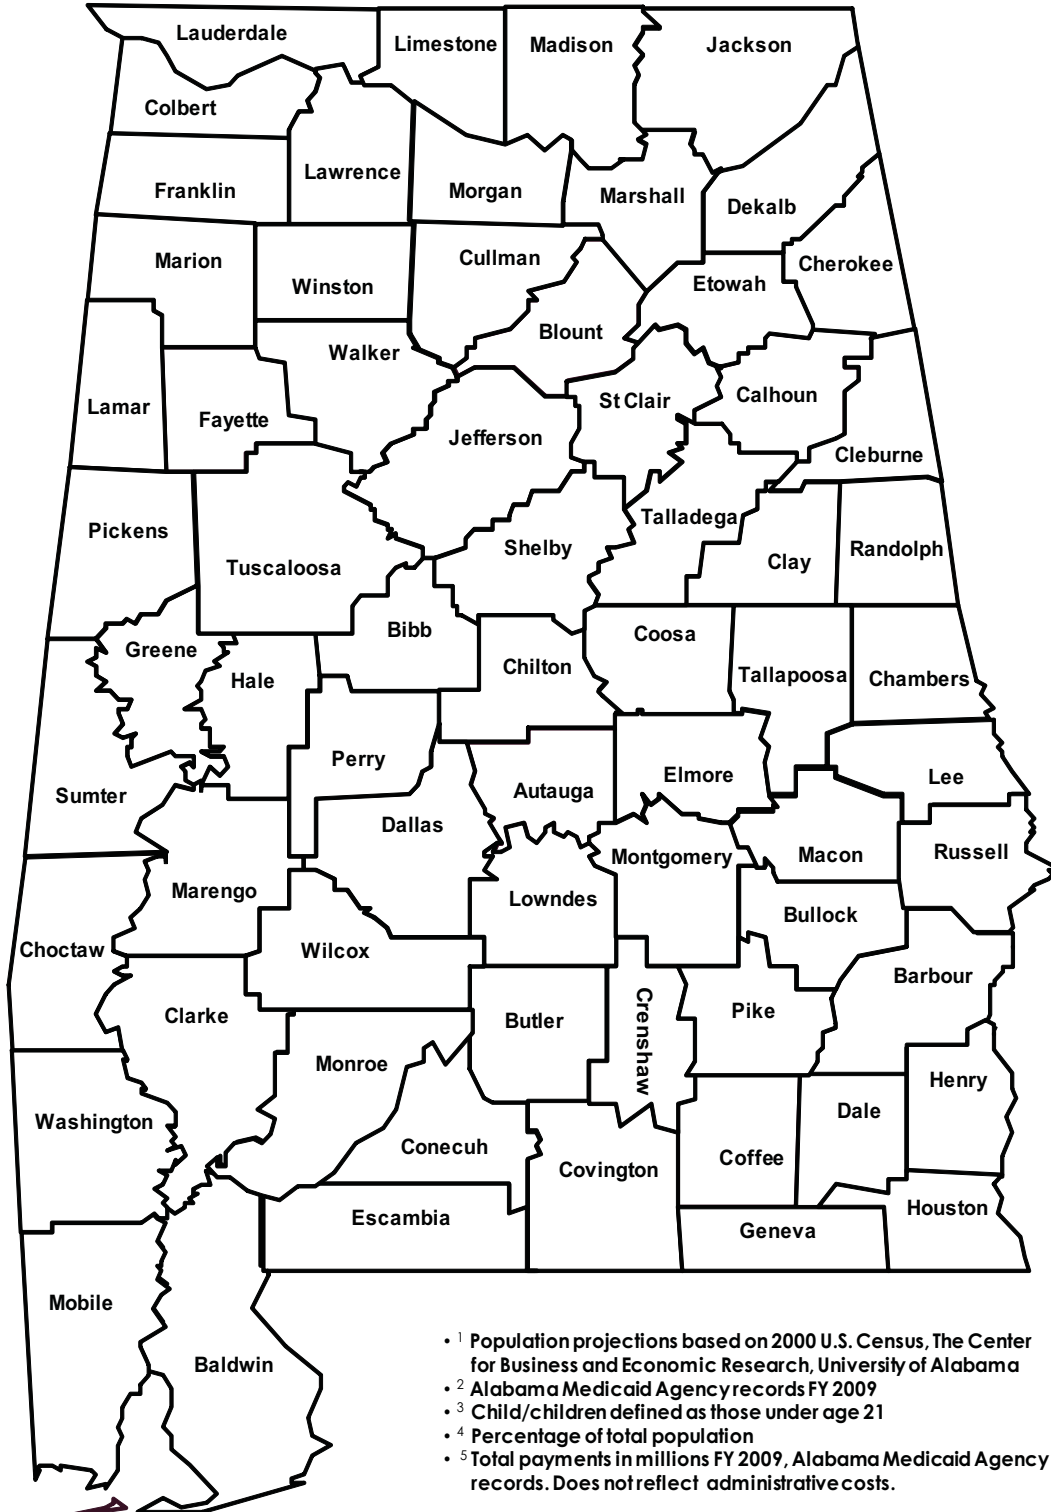 Lauderdale
Limestone
Madison
Jackson
Colbert
Lawrence
Franklin
Morgan
Marshall
Dekalb
Marion
Winston
Cullman
Cherokee
Etowah
Blount
Walker
Lamar
Fayette
Jefferson
St Clair
Calhoun
Cleburne
Pickens
Tuscaloosa
Shelby
Talladega
Clay
Randolph
Bibb
Greene
Hale
Chilton
Coosa
Tallapoosa
Chambers
Perry
Sumter
Autauga
Elmore
Lee
Dallas
Montgomery
Macon
Russell
Marengo
Lowndes
Bullock
Choctaw
Wilcox
Barbour
Clarke
Butler
Crenshaw
Pike
Monroe
Henry
Washington
Dale
Conecuh
Covington
Coffee
Escambia
Geneva
Houston
Mobile
Baldwin
• 1 Population projections based on 2000 U.S. Census, The Center
for Business and Economic Research, University of Alabama
• 2 Alabama Medicaid Agency records FY 2009
• 3 Child/children defined as those under age 21
• 4 Percentage of total population
• 5 Total payments in millions FY 2009, Alabama Medicaid Agency
records. Does not reflect administrative costs.